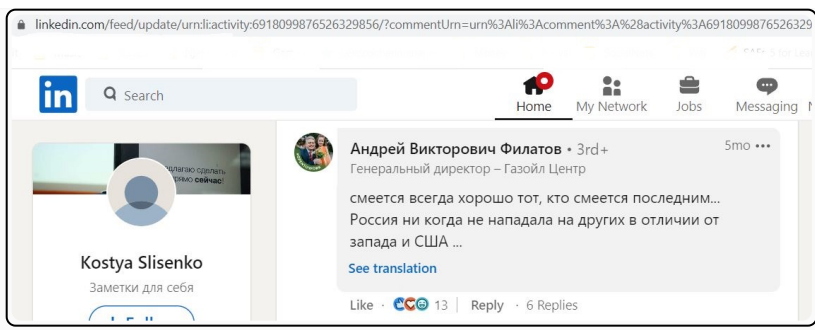 linkedin.com/feed/update/urn:li:activity:6918099876526329856/?commentUrn=urn%3Ali%3Acomment%3A%28activity%3A6918099876526329
in
Search
Home
My Network
Jobs
Messaging
сделать
сейчас!
Kostya Slisenko
Заметки для себя
Андрей Викторович Филатов • 3rd+
5mo •••
Генеральный директор – Газойл Центр
смеется всегда хорошо тот, кто смеется последним...
Россия ни когда не нападала на других в отличии от
запада и США ...
See translation
Like · 13 | Reply · 6 Replies